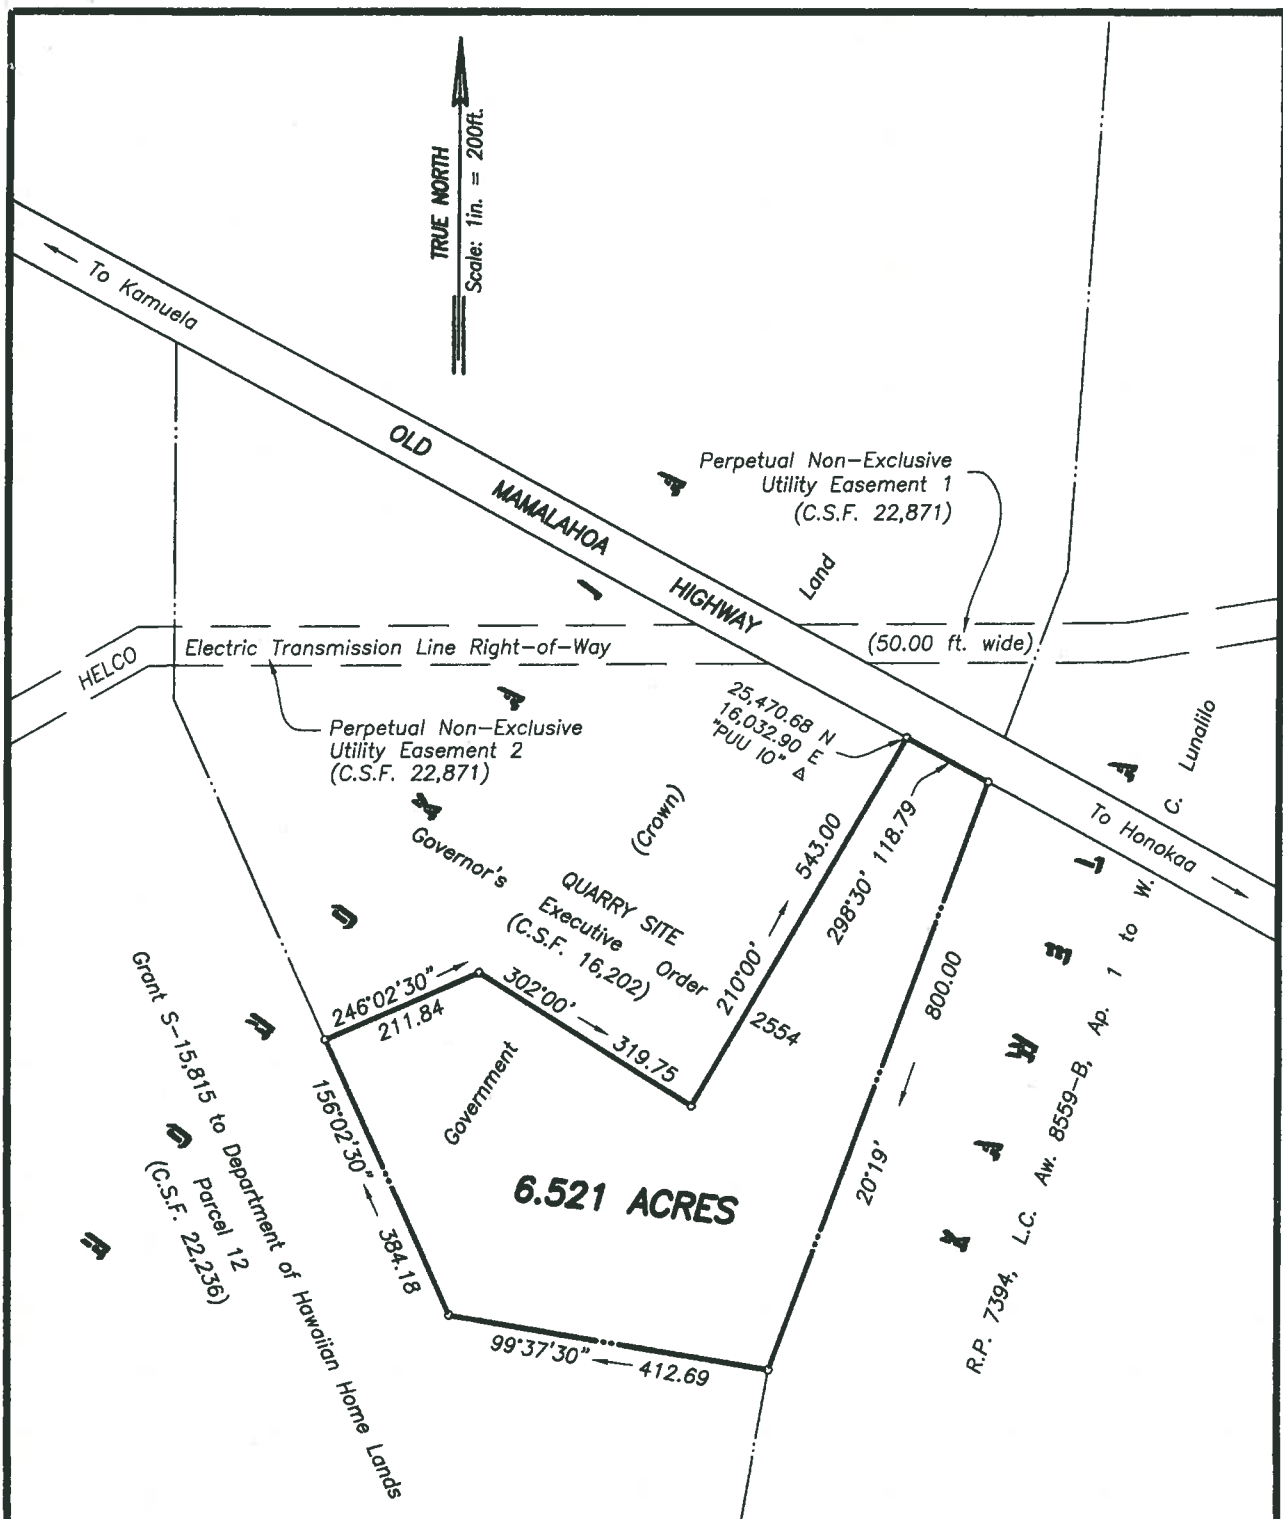 TRUE NORTH
Scale: 1in. = 200ft.
← To Kamuela
OLD MAMALAHOA HIGHWAY
Perpetual Non-Exclusive
Utility Easement 1
(C.S.F. 22,871)
Land
HELCO
Electric Transmission Line Right-of-Way
(50.00 ft. wide)
Perpetual Non-Exclusive
Utility Easement 2
(C.S.F. 22,871)
25,470.68 N
16,032.90 E
"PUU IO" Δ
(Crown)
To Honokaa →
Governor's
QUARRY SITE
Executive Order 2554
(C.S.F. 16,202)
543.00
210°00'
298°30' 118.79
800.00
20°19'
246°02'30"
211.84
302°00' → 319.75
Government
156°02'30" ← 384.18
6.521 ACRES
99°37'30" ← 412.69
Grant S-15,815 to Department of Hawaiian Home Lands
Parcel 12
(C.S.F. 22,236)
R.P. 7394, L.C. Aw. 8559-B, Ap. 1 to W. C. Lunalilo